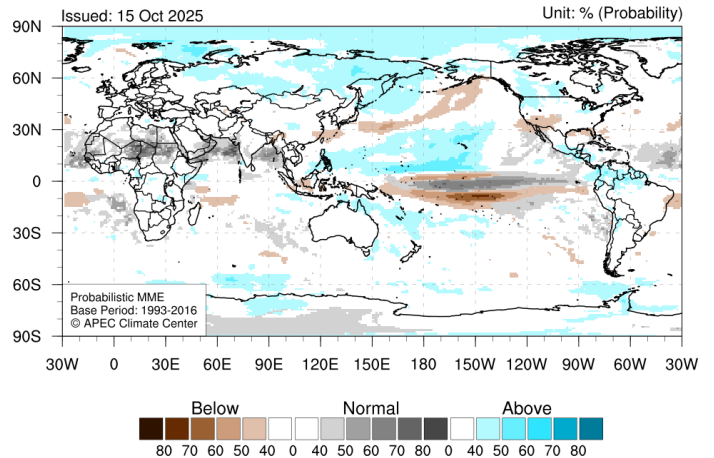 Issued: 15 Oct 2025
Unit: % (Probability)
90N
60N
30N
0
30S
60S
90S
Probabilistic MME
Base Period: 1993-2016
© APEC Climate Center
30W 0 30E 60E 90E 120E 150E 180 150W 120W 90W 60W 30W
Below Normal Above
80 70 60 50 40 0 0 40 50 60 70 80 0 40 50 60 70 80